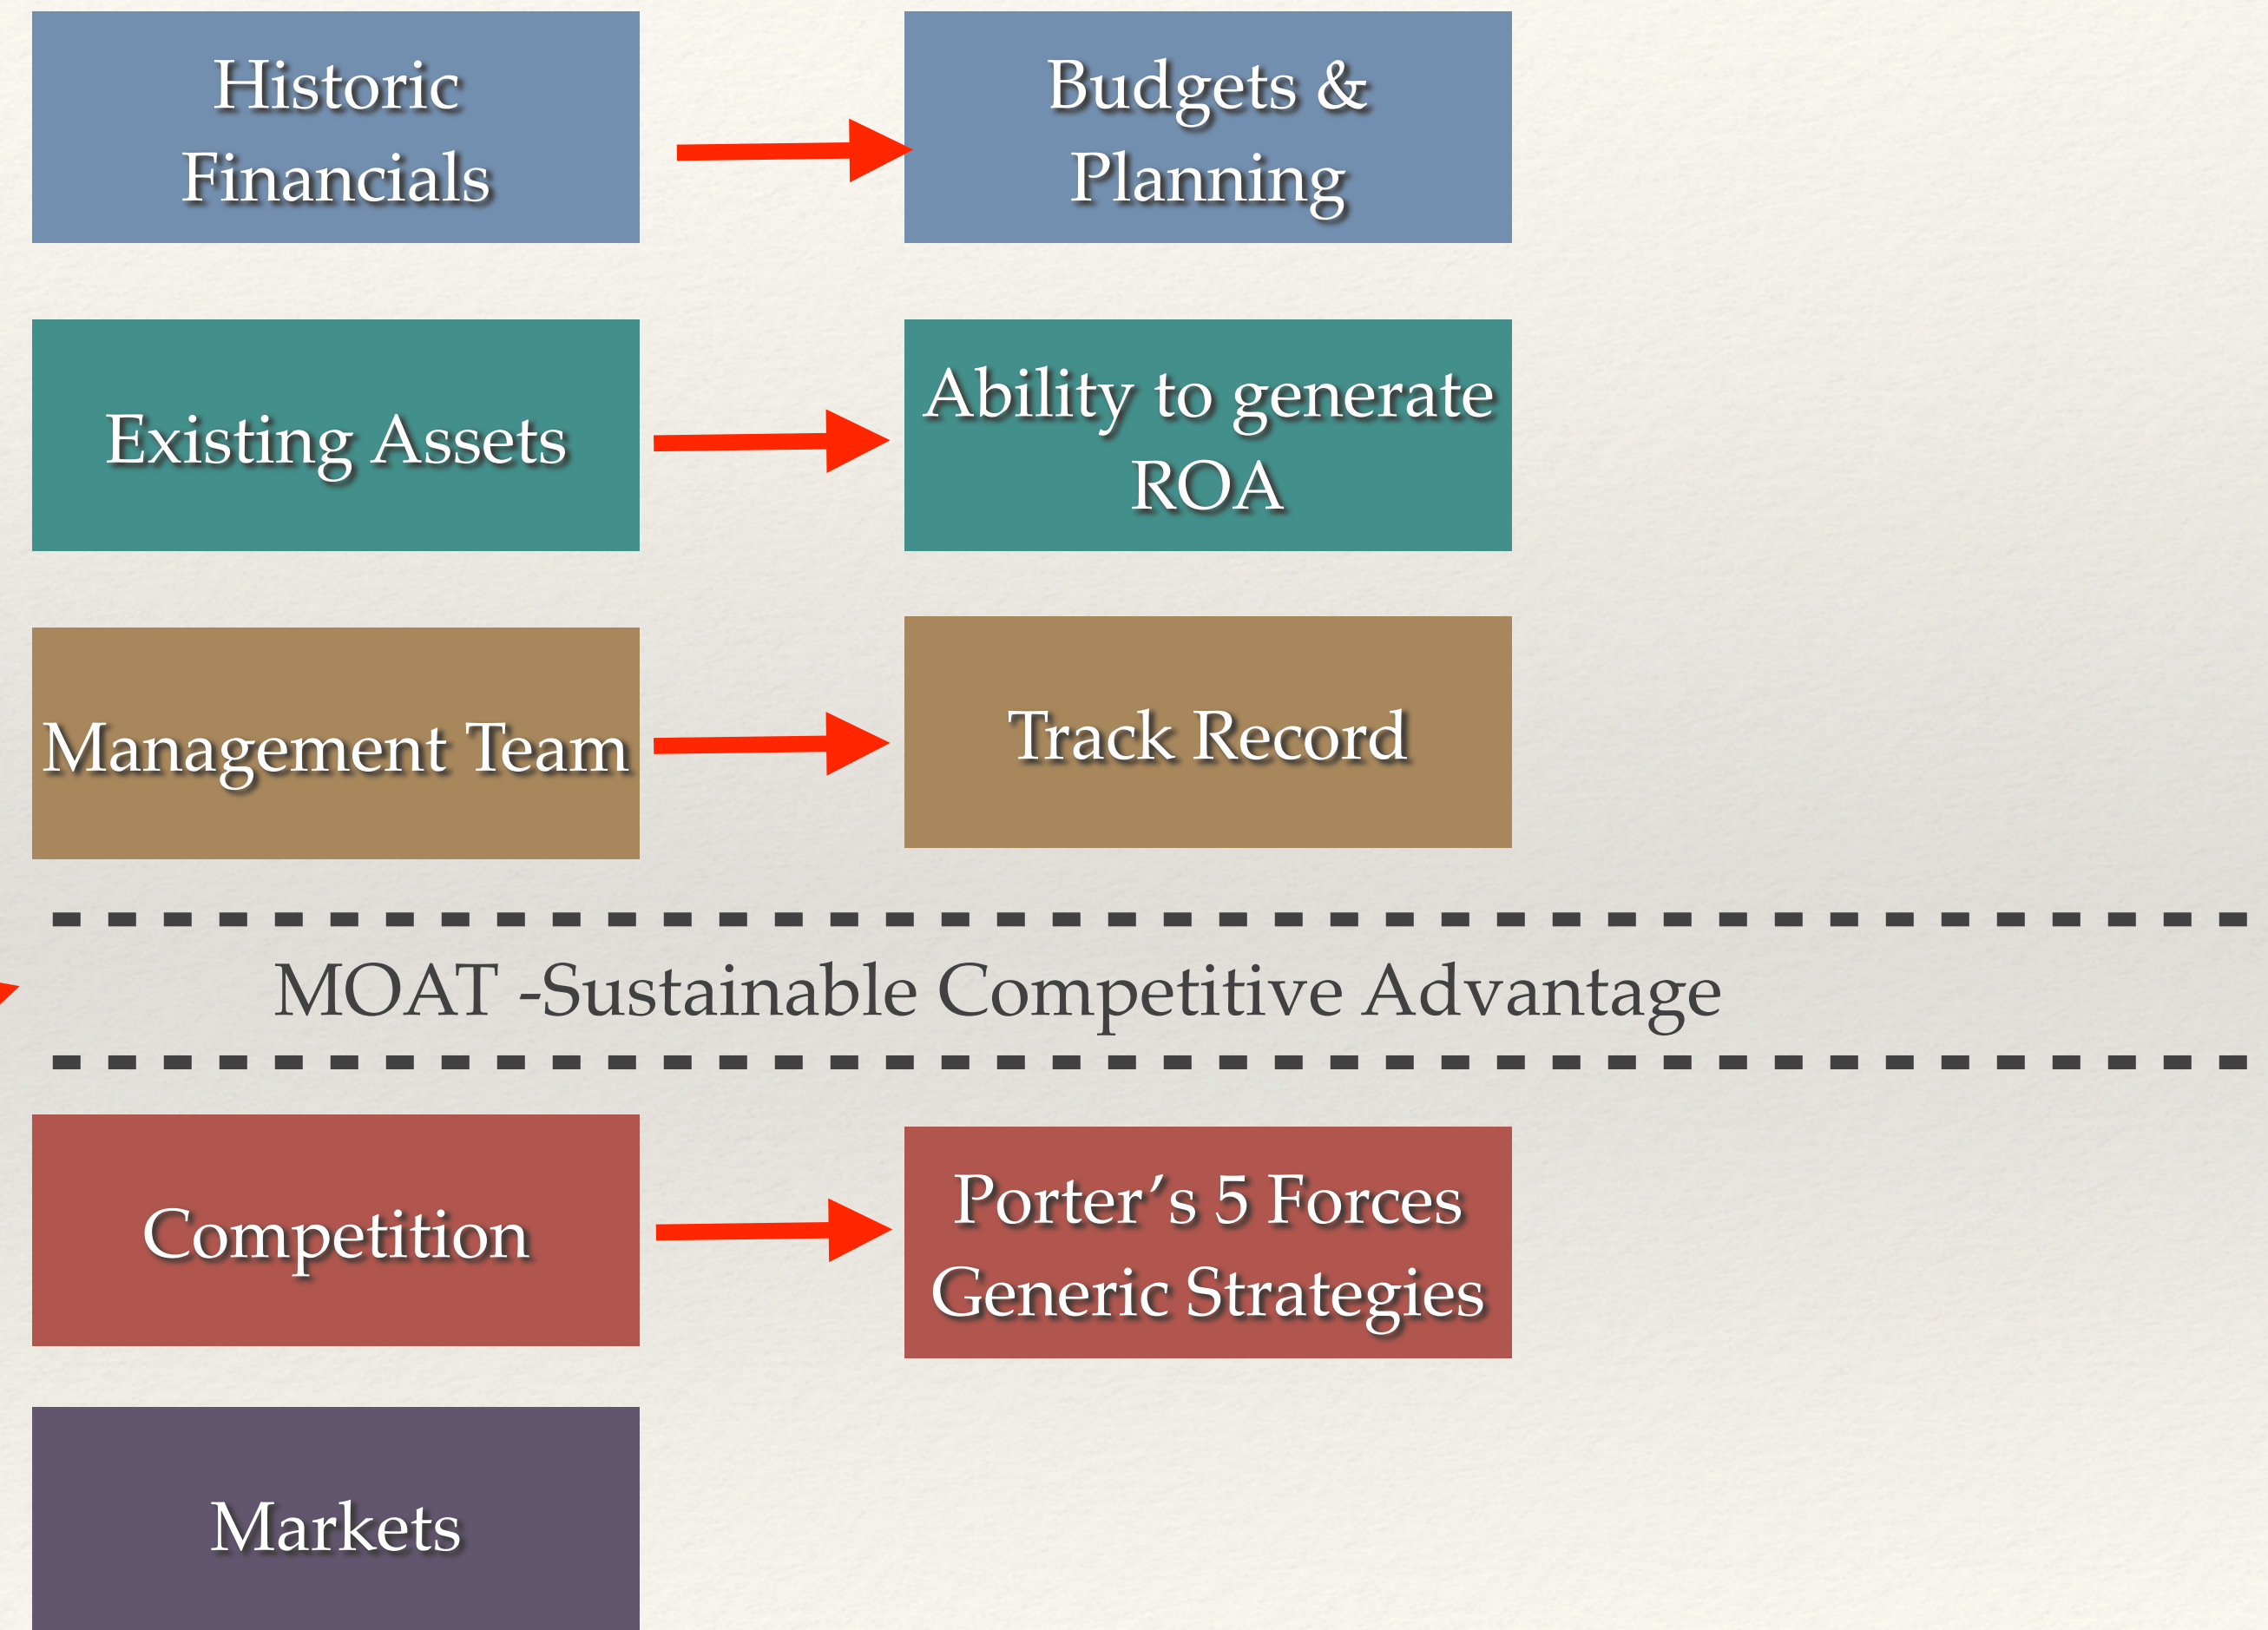 Historic
Financials
Budgets &
Planning
Existing Assets
Ability to generate
ROA
Management Team
Track Record
MOAT -Sustainable Competitive Advantage
Competition
Porter’s 5 Forces
Generic Strategies
Markets